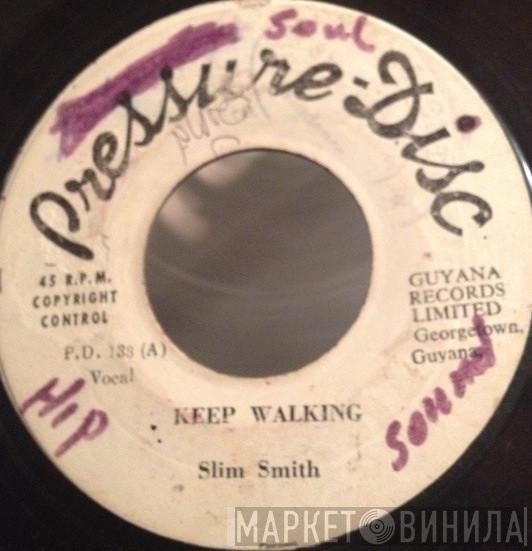 Soul
Pressure-Disc
45 R.P.M.
COPYRIGHT
CONTROL
P.D. 138 (A)
Vocal
GUYANA
RECORDS
LIMITED
Georgetown,
Guyana.
Hip
Sound
KEEP WALKING
Slim Smith
МАРКЕТ ВИНИЛА